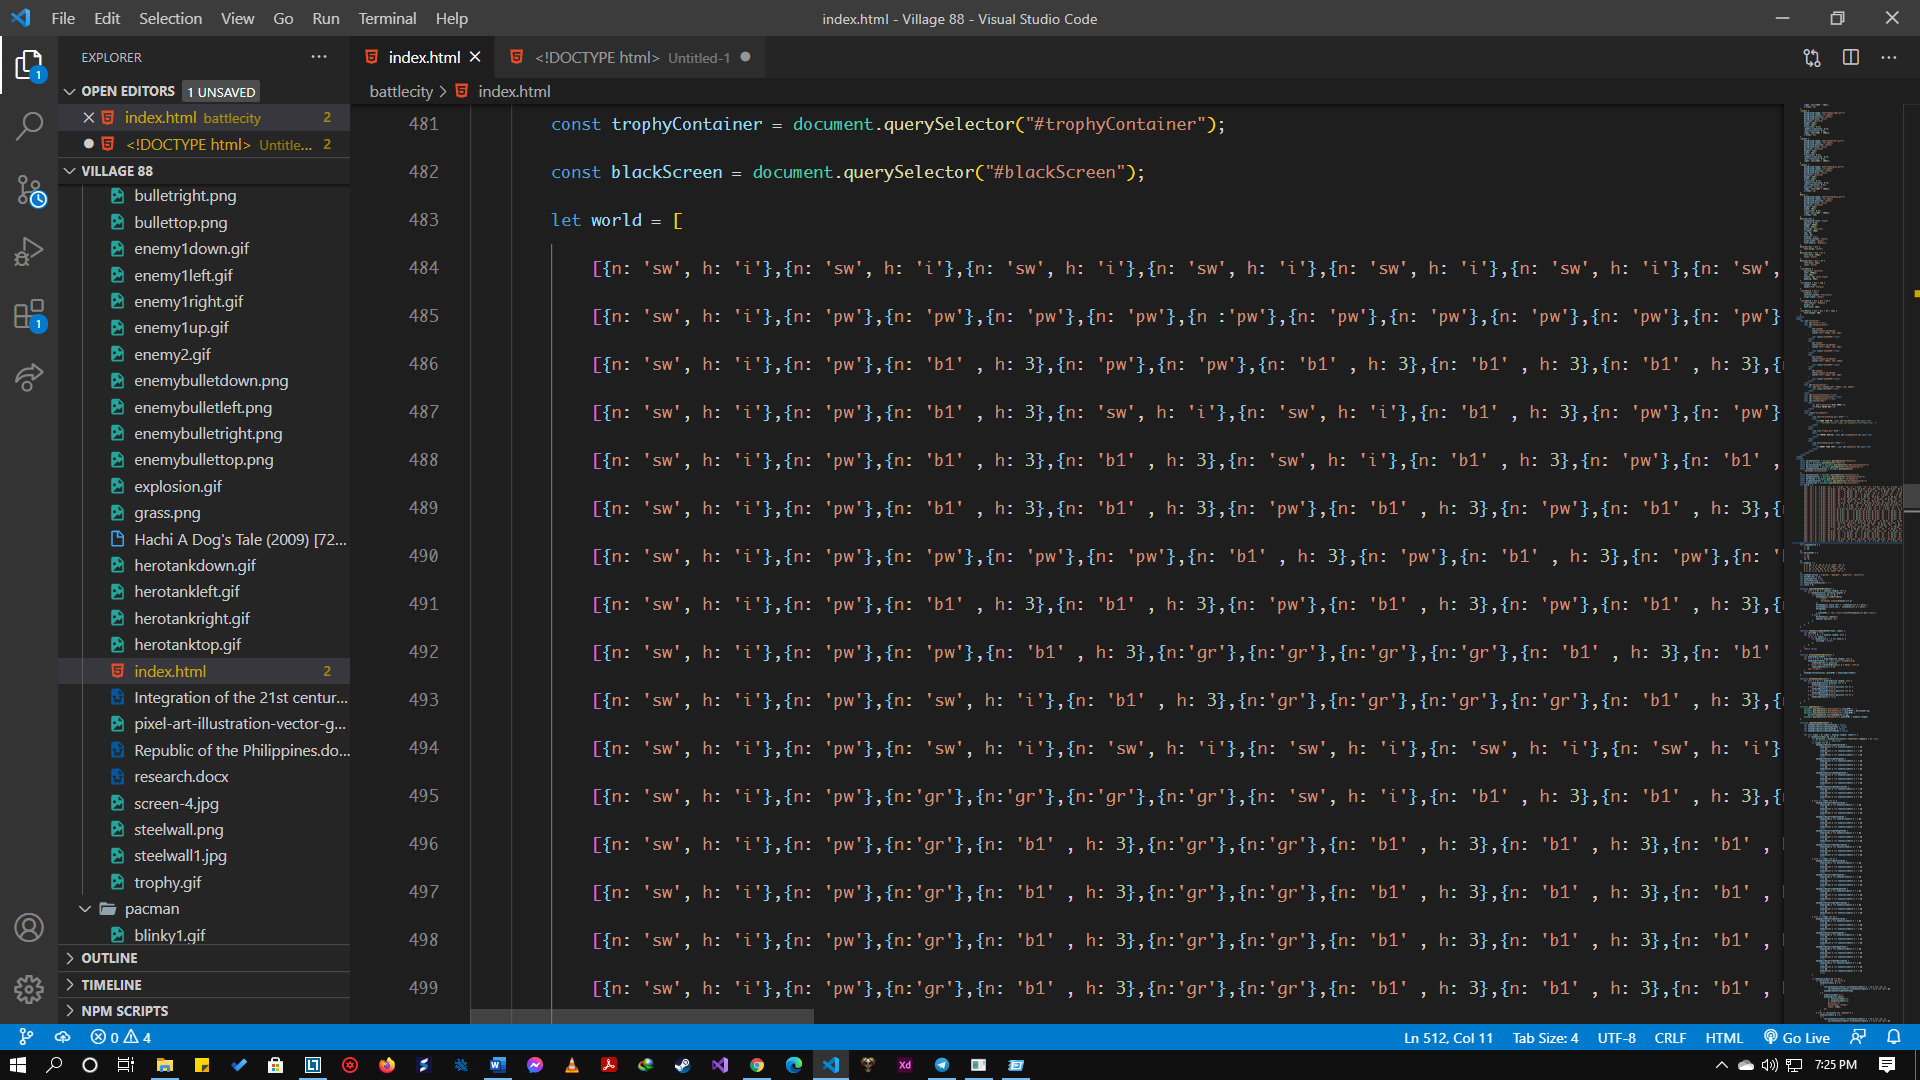 File Edit Selection View Go Run Terminal Help
index.html - Village 88 - Visual Studio Code
EXPLORER
OPEN EDITORS 1 UNSAVED
index.html battlecity 2
<!DOCTYPE html> Untitle... 2
VILLAGE 88
bulletright.png
bullettop.png
enemy1down.gif
enemy1left.gif
enemy1right.gif
enemy1up.gif
enemy2.gif
enemybulletdown.png
enemybulletleft.png
enemybulletright.png
enemybullettop.png
explosion.gif
grass.png
Hachi A Dog's Tale (2009) [72...
herotankdown.gif
herotankleft.gif
herotankright.gif
herotanktop.gif
index.html 2
Integration of the 21st centur...
pixel-art-illustration-vector-g...
Republic of the Philippines.do...
research.docx
screen-4.jpg
steelwall.png
steelwall1.jpg
trophy.gif
pacman
blinky1.gif
OUTLINE
TIMELINE
NPM SCRIPTS
index.html
<!DOCTYPE html> Untitled-1
battlecity > index.html
481 const trophyContainer = document.querySelector("#trophyContainer");
482 const blackScreen = document.querySelector("#blackScreen");
483 let world = [
484 [{n: 'sw', h: 'i'},{n: 'sw', h: 'i'},{n: 'sw', h: 'i'},{n: 'sw', h: 'i'},{n: 'sw', h: 'i'},{n: 'sw', h: 'i'},{n: 'sw',
485 [{n: 'sw', h: 'i'},{n: 'pw'},{n: 'pw'},{n: 'pw'},{n: 'pw'},{n :'pw'},{n: 'pw'},{n: 'pw'},{n: 'pw'},{n: 'pw'},{n: 'pw'}
486 [{n: 'sw', h: 'i'},{n: 'pw'},{n: 'b1' , h: 3},{n: 'pw'},{n: 'pw'},{n: 'b1' , h: 3},{n: 'b1' , h: 3},{n: 'b1' , h: 3},{
487 [{n: 'sw', h: 'i'},{n: 'pw'},{n: 'b1' , h: 3},{n: 'sw', h: 'i'},{n: 'sw', h: 'i'},{n: 'b1' , h: 3},{n: 'pw'},{n: 'pw'}
488 [{n: 'sw', h: 'i'},{n: 'pw'},{n: 'b1' , h: 3},{n: 'b1' , h: 3},{n: 'sw', h: 'i'},{n: 'b1' , h: 3},{n: 'pw'},{n: 'b1' ,
489 [{n: 'sw', h: 'i'},{n: 'pw'},{n: 'b1' , h: 3},{n: 'b1' , h: 3},{n: 'pw'},{n: 'b1' , h: 3},{n: 'pw'},{n: 'b1' , h: 3},{
490 [{n: 'sw', h: 'i'},{n: 'pw'},{n: 'pw'},{n: 'pw'},{n: 'pw'},{n: 'b1' , h: 3},{n: 'pw'},{n: 'b1' , h: 3},{n: 'pw'},{n: '
491 [{n: 'sw', h: 'i'},{n: 'pw'},{n: 'b1' , h: 3},{n: 'b1' , h: 3},{n: 'pw'},{n: 'b1' , h: 3},{n: 'pw'},{n: 'b1' , h: 3},{
492 [{n: 'sw', h: 'i'},{n: 'pw'},{n: 'pw'},{n: 'b1' , h: 3},{n:'gr'},{n:'gr'},{n:'gr'},{n:'gr'},{n: 'b1' , h: 3},{n: 'b1'
493 [{n: 'sw', h: 'i'},{n: 'pw'},{n: 'sw', h: 'i'},{n: 'b1' , h: 3},{n:'gr'},{n:'gr'},{n:'gr'},{n:'gr'},{n: 'b1' , h: 3},{
494 [{n: 'sw', h: 'i'},{n: 'pw'},{n: 'sw', h: 'i'},{n: 'sw', h: 'i'},{n: 'sw', h: 'i'},{n: 'sw', h: 'i'},{n: 'sw', h: 'i'}
495 [{n: 'sw', h: 'i'},{n: 'pw'},{n:'gr'},{n:'gr'},{n:'gr'},{n:'gr'},{n: 'sw', h: 'i'},{n: 'b1' , h: 3},{n: 'b1' , h: 3},{
496 [{n: 'sw', h: 'i'},{n: 'pw'},{n:'gr'},{n: 'b1' , h: 3},{n:'gr'},{n:'gr'},{n: 'b1' , h: 3},{n: 'b1' , h: 3},{n: 'b1' ,
497 [{n: 'sw', h: 'i'},{n: 'pw'},{n:'gr'},{n: 'b1' , h: 3},{n:'gr'},{n:'gr'},{n: 'b1' , h: 3},{n: 'b1' , h: 3},{n: 'b1' ,
498 [{n: 'sw', h: 'i'},{n: 'pw'},{n:'gr'},{n: 'b1' , h: 3},{n:'gr'},{n:'gr'},{n: 'b1' , h: 3},{n: 'b1' , h: 3},{n: 'b1' ,
499 [{n: 'sw', h: 'i'},{n: 'pw'},{n:'gr'},{n: 'b1' , h: 3},{n:'gr'},{n:'gr'},{n: 'b1' , h: 3},{n: 'b1' , h: 3},{n: 'b1' ,
0 4
Ln 512, Col 11 Tab Size: 4 UTF-8 CRLF HTML Go Live
7:25 PM